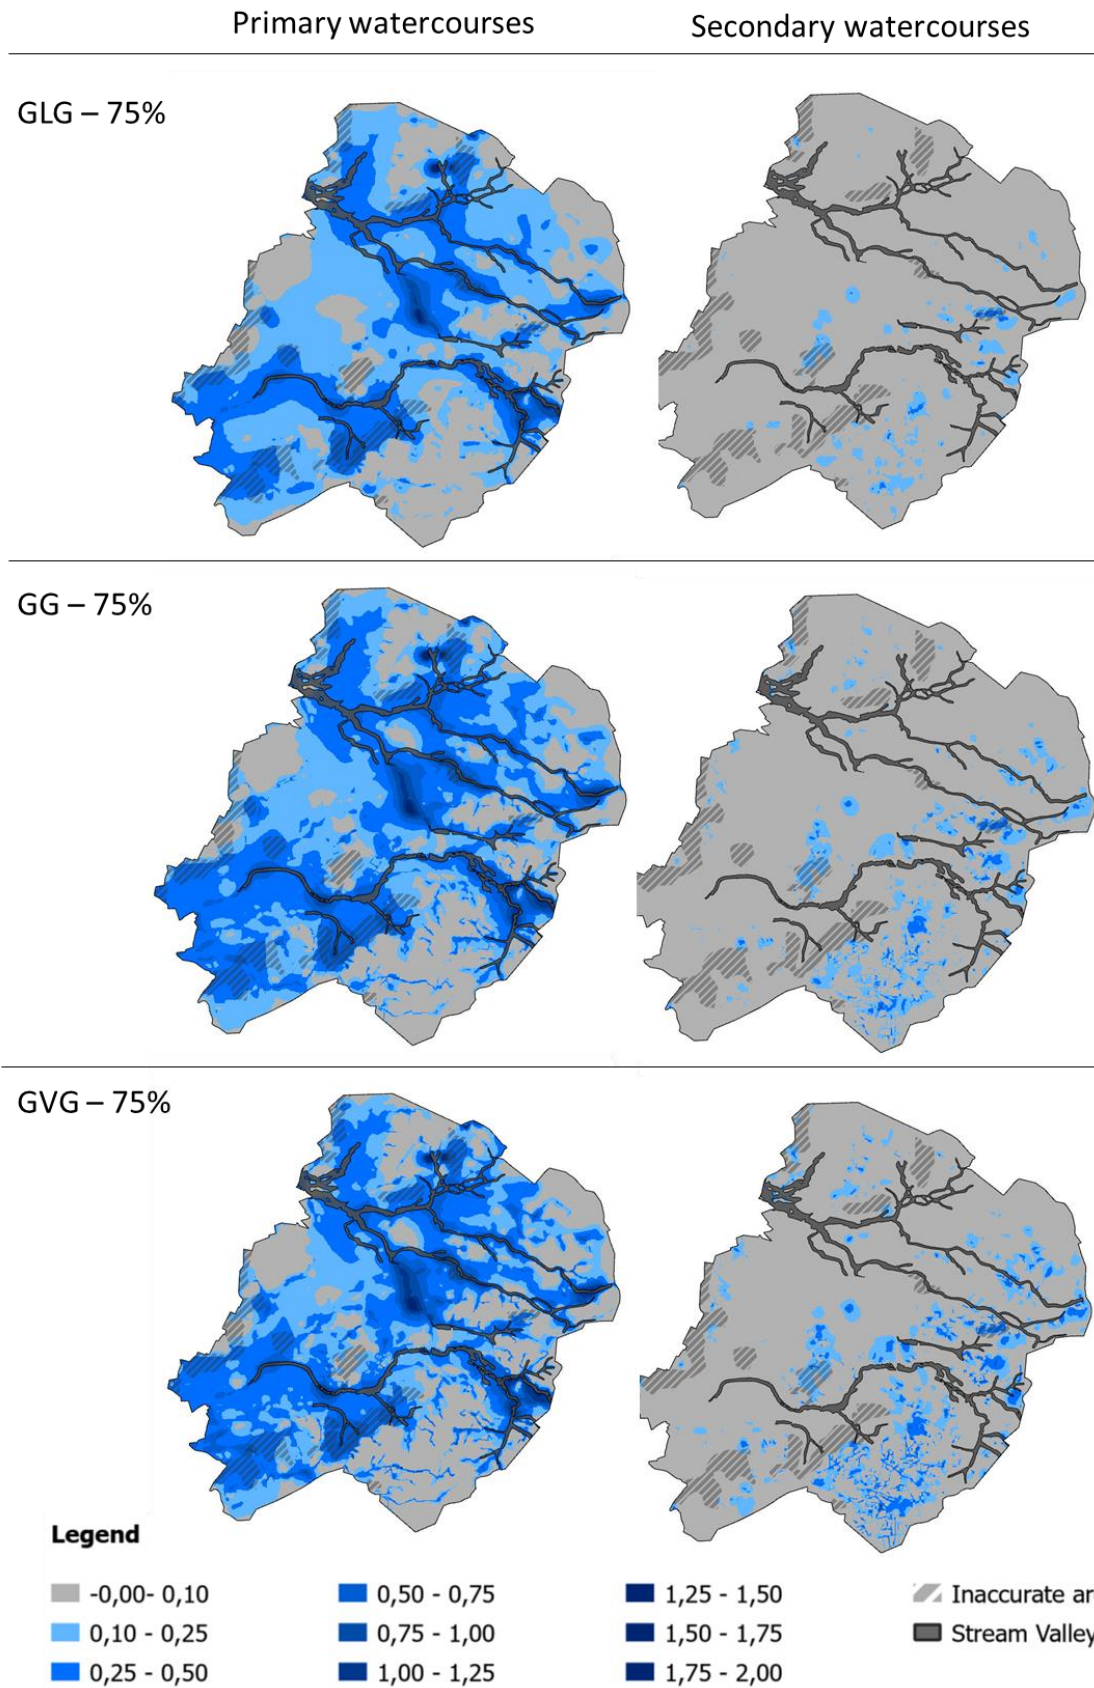 Primary watercourses
Secondary watercourses
GLG – 75%
GG – 75%
GVG – 75%
Legend
-0,00- 0,10
0,10 - 0,25
0,25 - 0,50
0,50 - 0,75
0,75 - 1,00
1,00 - 1,25
1,25 - 1,50
1,50 - 1,75
1,75 - 2,00
Inaccurate ar
Stream Valley